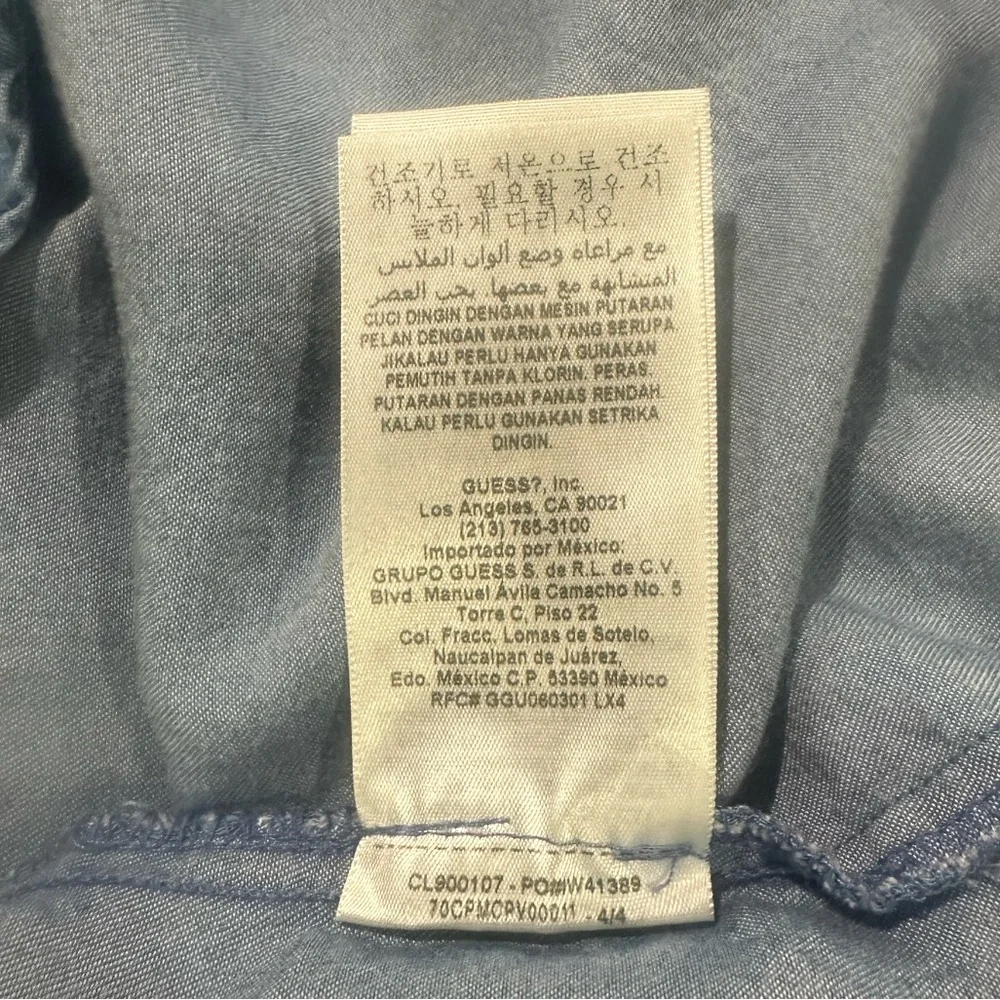 건조기로 저온으로 건조
하시오. 필요할 경우 서
늘하게 다리시오.
مع مراعاه وضع ألوان الملابس
المتشابهة مع بعضها يجب العصر
CUCI DINGIN DENGAN MESIN PUTARAN
PELAN DENGAN WARNA YANG SERUPA
JIKALAU PERLU HANYA GUNAKAN
PEMUTIH TANPA KLORIN. PERAS
PUTARAN DENGAN PANAS RENDAH.
KALAU PERLU GUNAKAN SETRIKA
DINGIN.
GUESS?, Inc.
Los Angeles, CA 90021
(213) 765-3100
Importado por México:
GRUPO GUESS S. de R.L. de C.V.
Blvd. Manuel Ávila Camacho No. 5
Torre C, Piso 22
Col. Fracc. Lomas de Sotelo,
Naucalpan de Juárez,
Edo. México C.P. 53390 México
RFC# GGU060301 LX4
CL900107 - PO#W41389
70CPMCPV00011 - 4/4